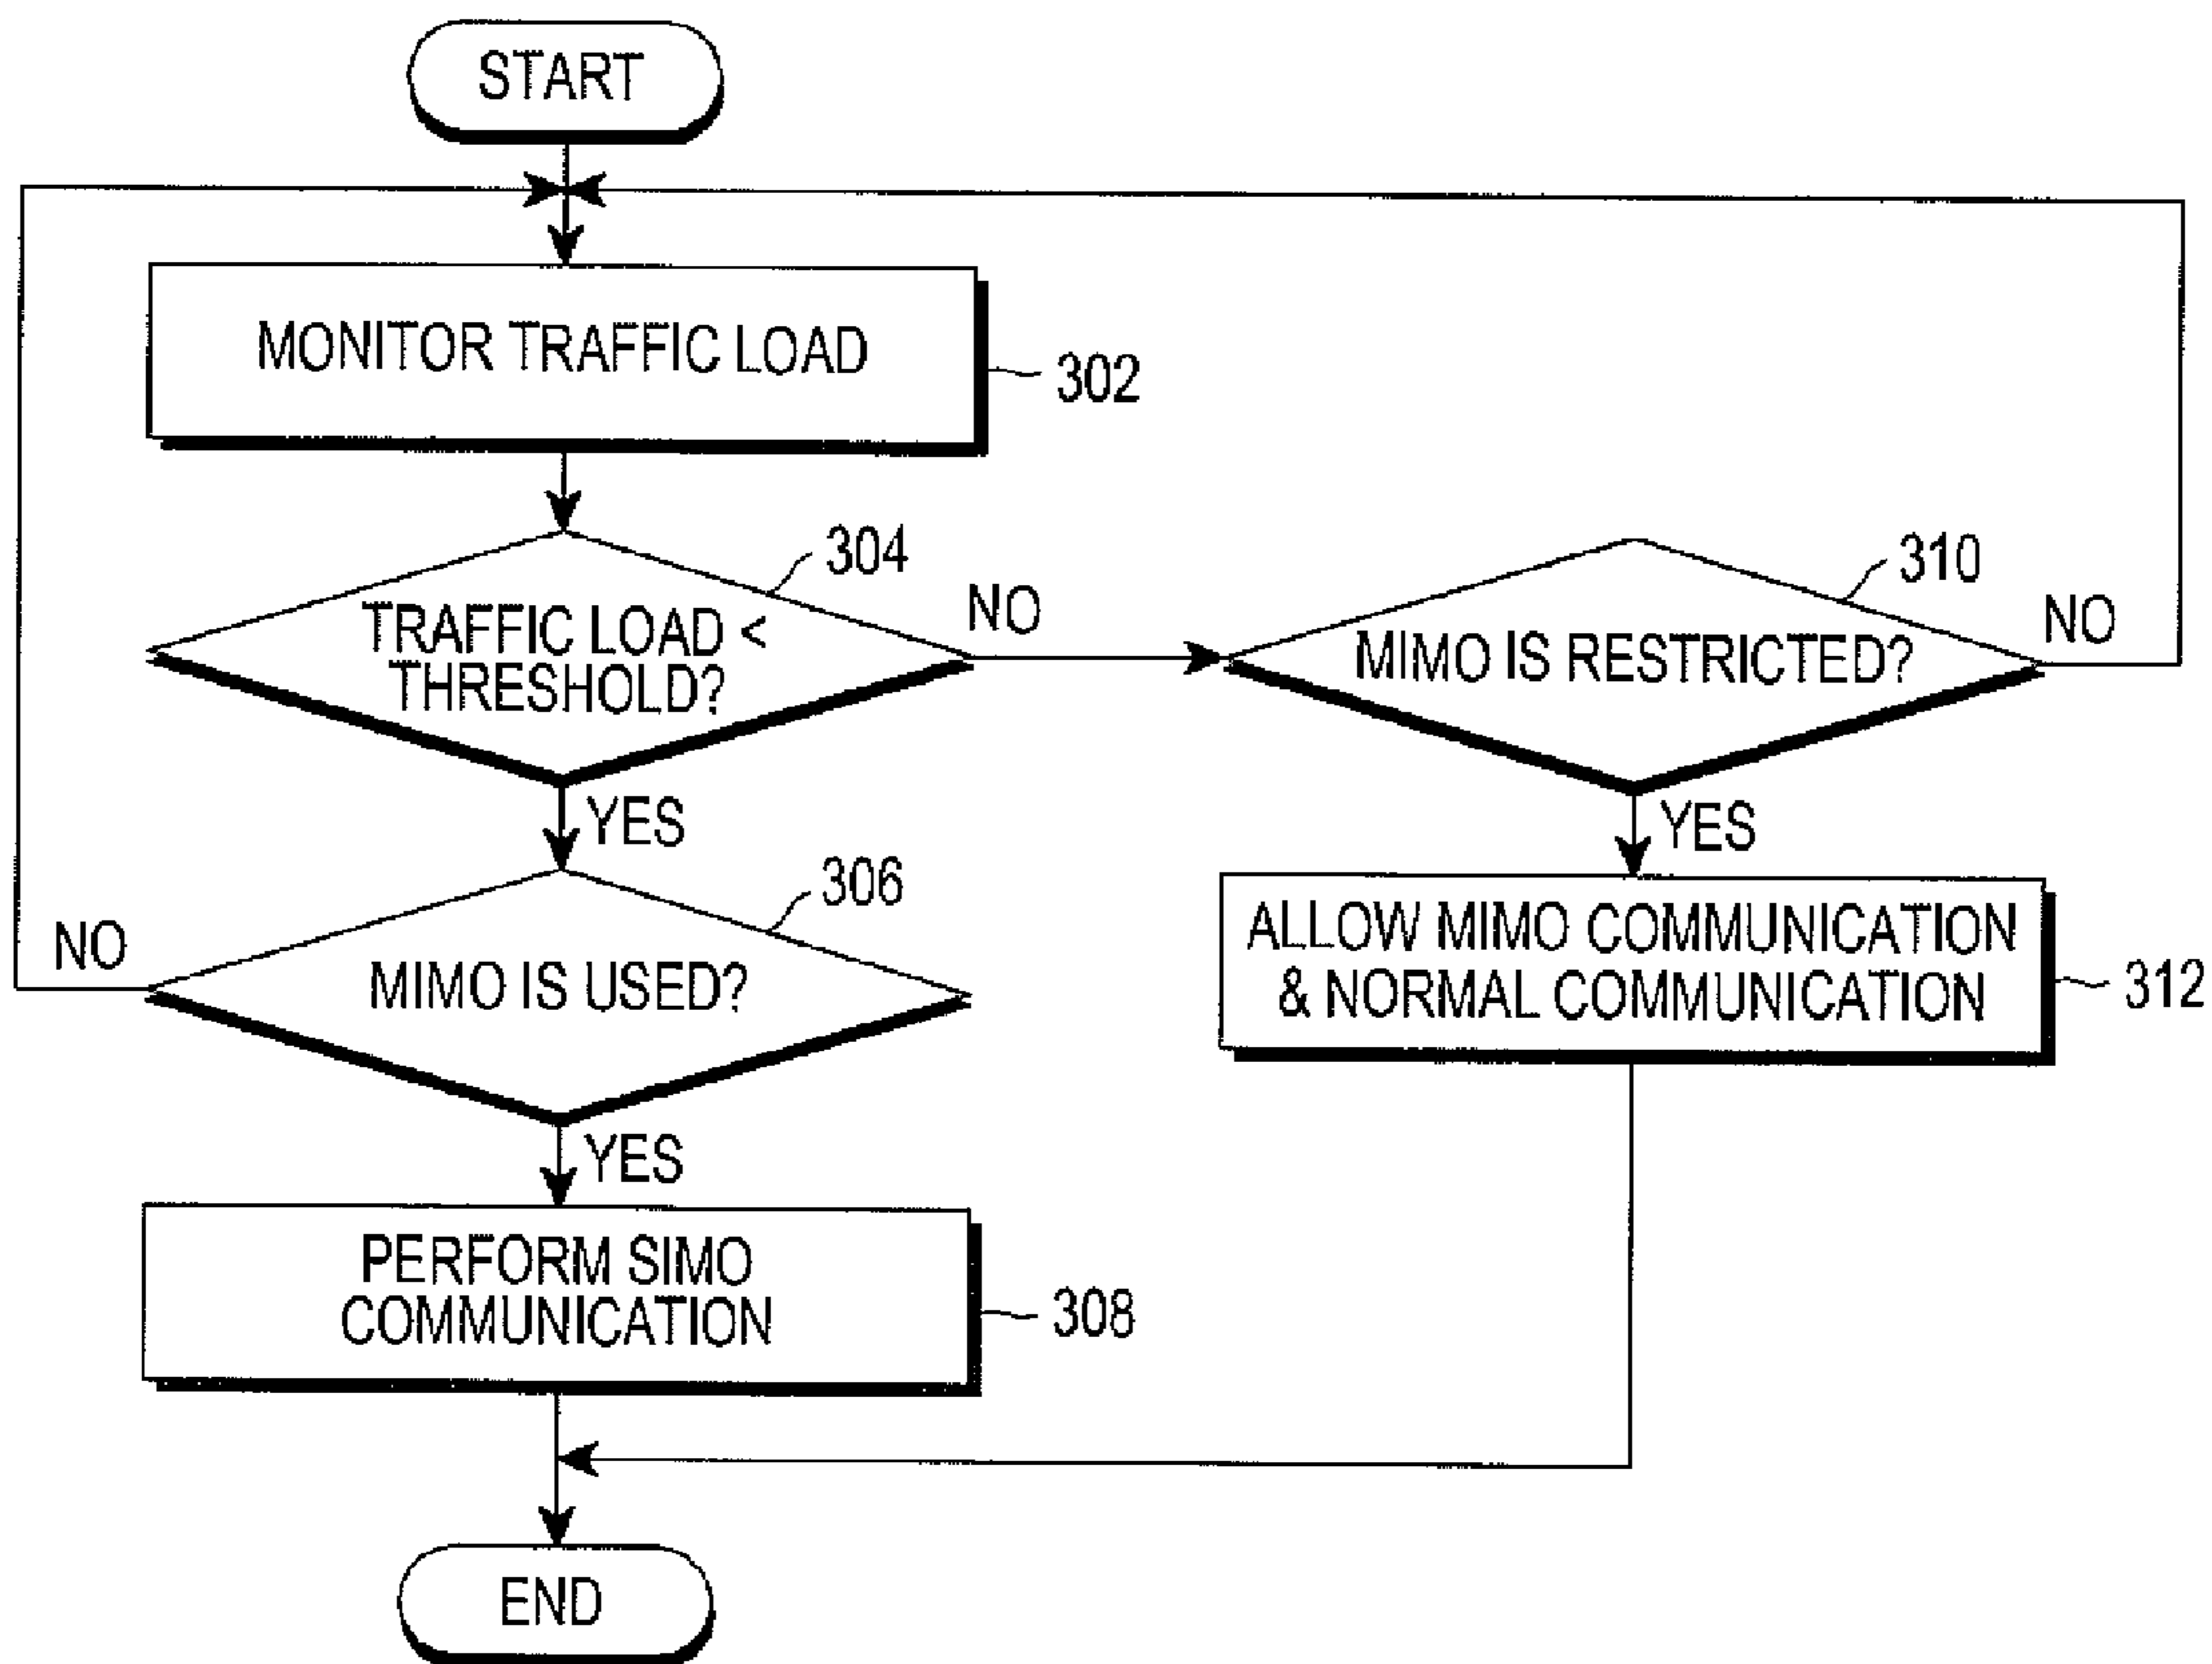 START
MONITOR TRAFFIC LOAD
302
304
TRAFFIC LOAD <
THRESHOLD?
NO
310
MIMO IS RESTRICTED?
NO
YES
YES
306
MIMO IS USED?
NO
ALLOW MIMO COMMUNICATION
& NORMAL COMMUNICATION
312
YES
PERFORM SIMO
COMMUNICATION
308
END